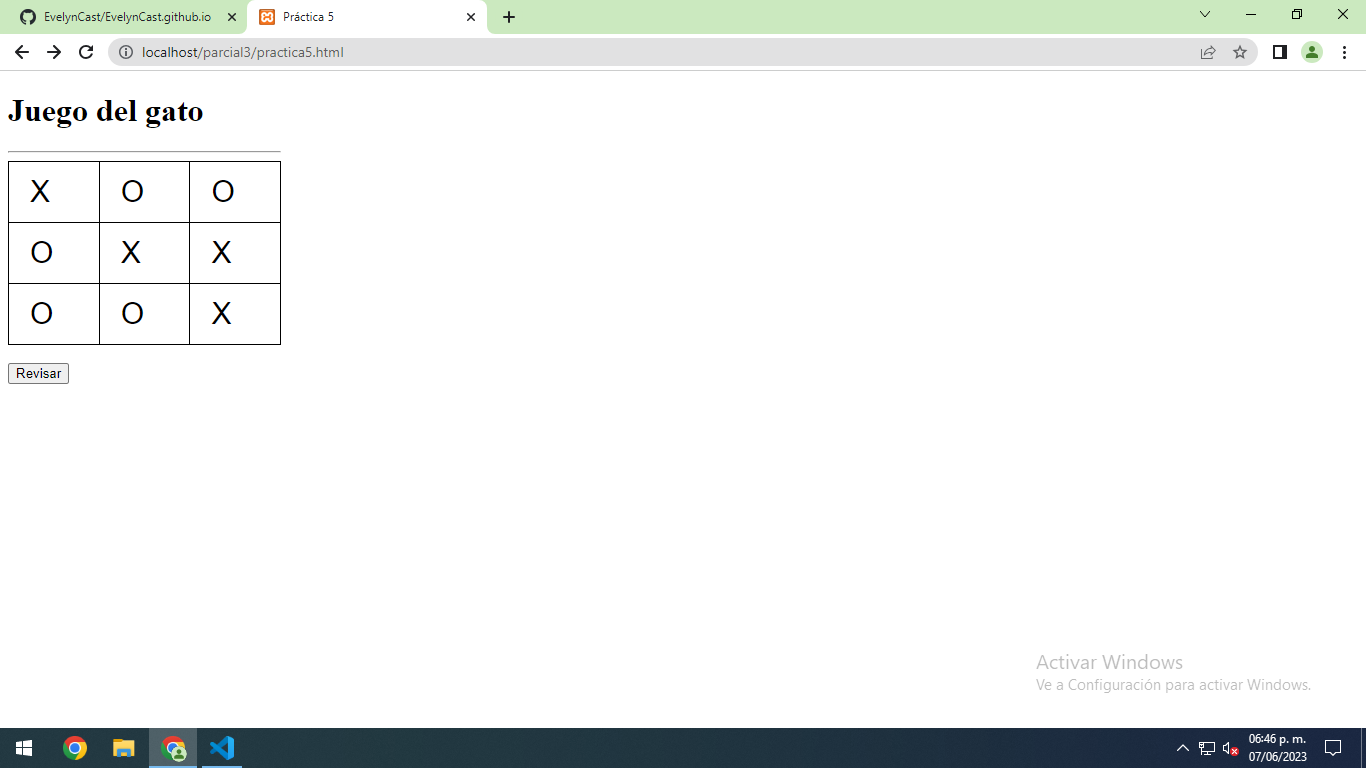 EvelynCast/EvelynCast.github.io
Práctica 5
localhost/parcial3/practica5.html
Juego del gato
X O O
O X X
O O X
Revisar
Activar Windows
Ve a Configuración para activar Windows.
06:46 p. m.
07/06/2023